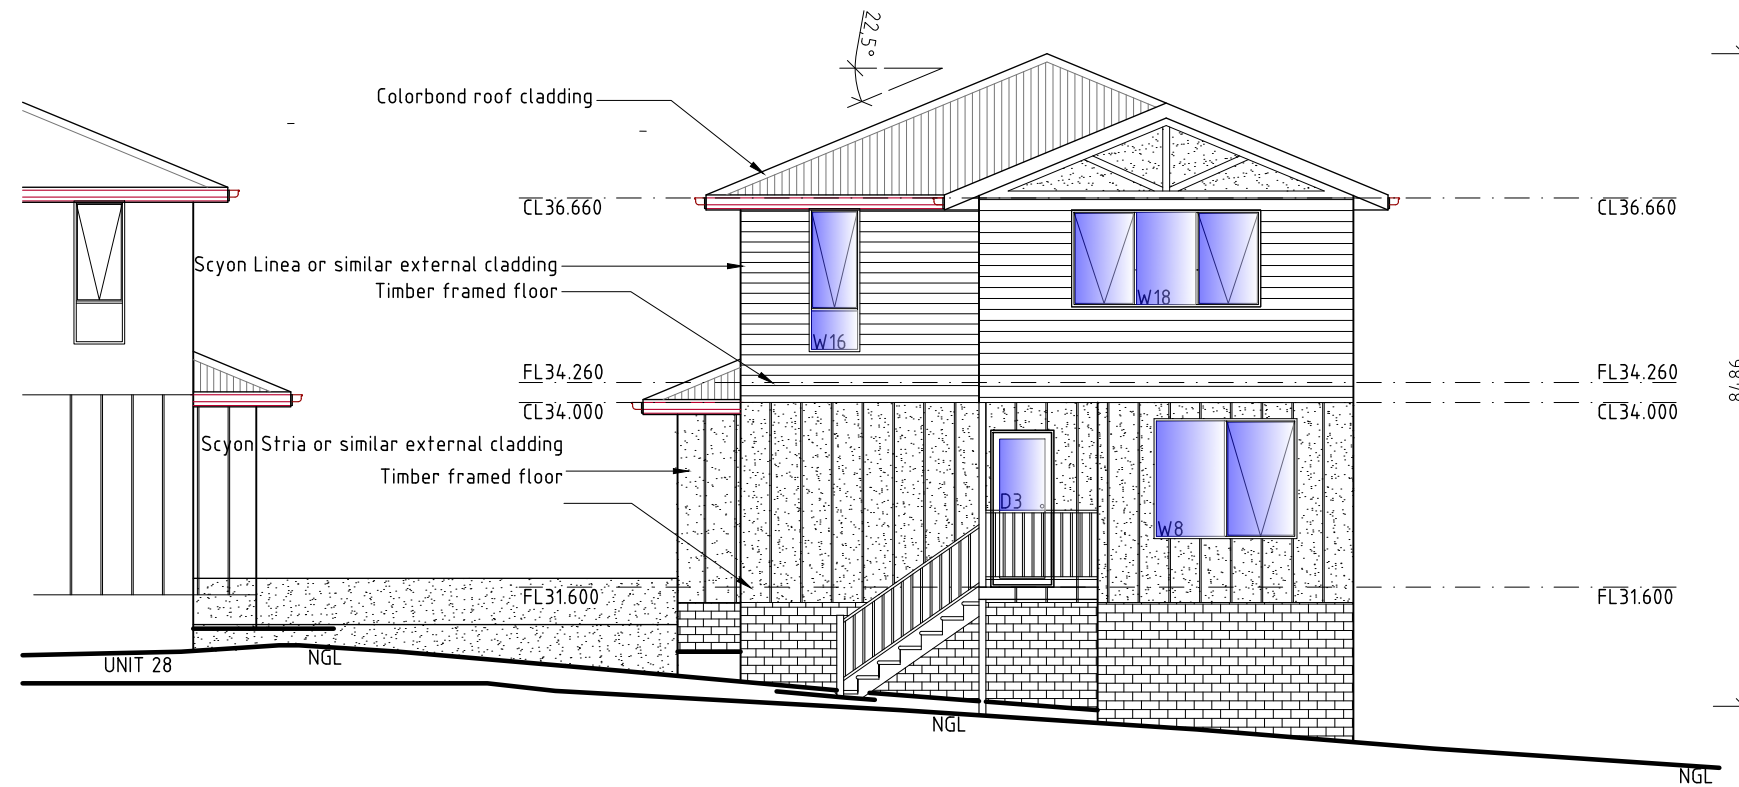 22.5°
Colorbond roof cladding
CL36.660
CL36.660
Scyon Linea or similar external cladding
Timber framed floor
W18
W16
FL34.260
FL34.260
CL34.000
CL34.000
Scyon Stria or similar external cladding
Timber framed floor
D3
W8
FL31.600
FL31.600
UNIT 28
NGL
NGL
NGL